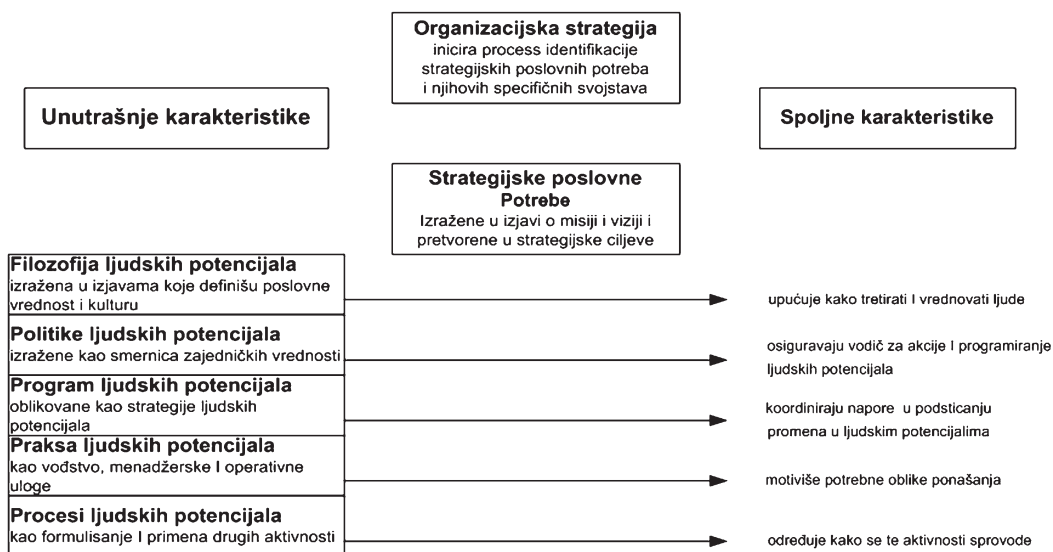 Organizacijska strategija
inicira process identifikacije
strategijskih poslovnih potreba
i njihovih specifičnih svojstava
Unutrašnje karakteristike
Spoljne karakteristike
Strategijske poslovne
Potrebe
Izražene u izjavi o misiji i viziji i
pretvorene u strategijske ciljeve
Filozofija ljudskih potencijala
izražena u izjavama koje definišu poslovne
vrednost i kulturu
upućuje kako tretirati I vrednovati ljude
Politike ljudskih potencijala
izražene kao smernica zajedničkih vrednosti
osiguravaju vodič za akcije I programiranje
ljudskih potencijala
Program ljudskih potencijala
oblikovane kao strategije ljudskih
potencijala
koordiniraju napore u podsticanju
promena u ljudskim potencijalima
Praksa ljudskih potencijala
kao vođstvo, menadžerske I operativne
uloge
motiviše potrebne oblike ponašanja
Procesi ljudskih potencijala
kao formulisanje I primena drugih aktivnosti
određuje kako se te aktivnosti sprovode